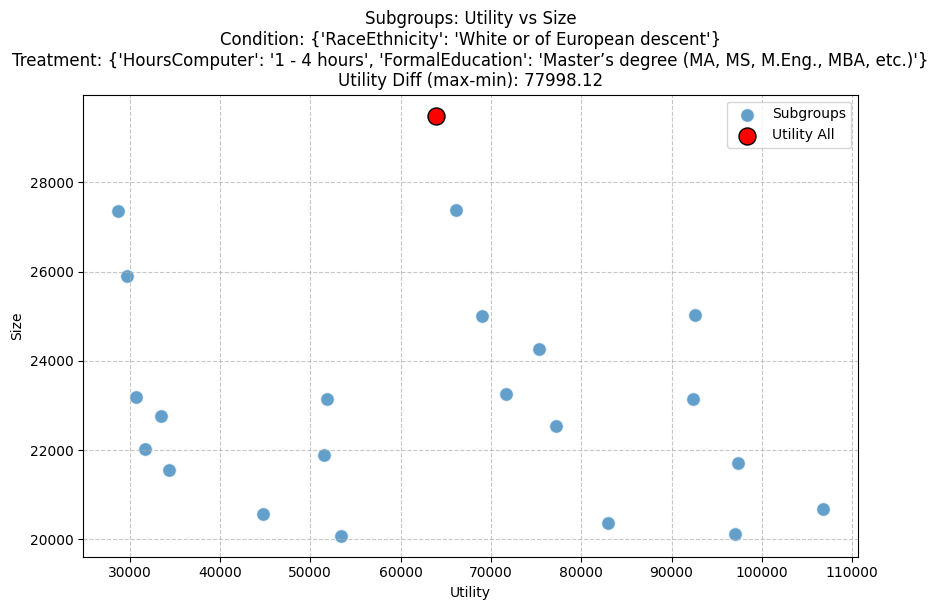 Subgroups: Utility vs Size
Condition: {'RaceEthnicity': 'White or of European descent'}
Treatment: {'HoursComputer': '1 - 4 hours', 'FormalEducation': 'Master’s degree (MA, MS, M.Eng., MBA, etc.)'}
Utility Diff (max-min): 77998.12
Subgroups
Utility All
28000
26000
24000
22000
20000
Size
30000 40000 50000 60000 70000 80000 90000 100000 110000
Utility